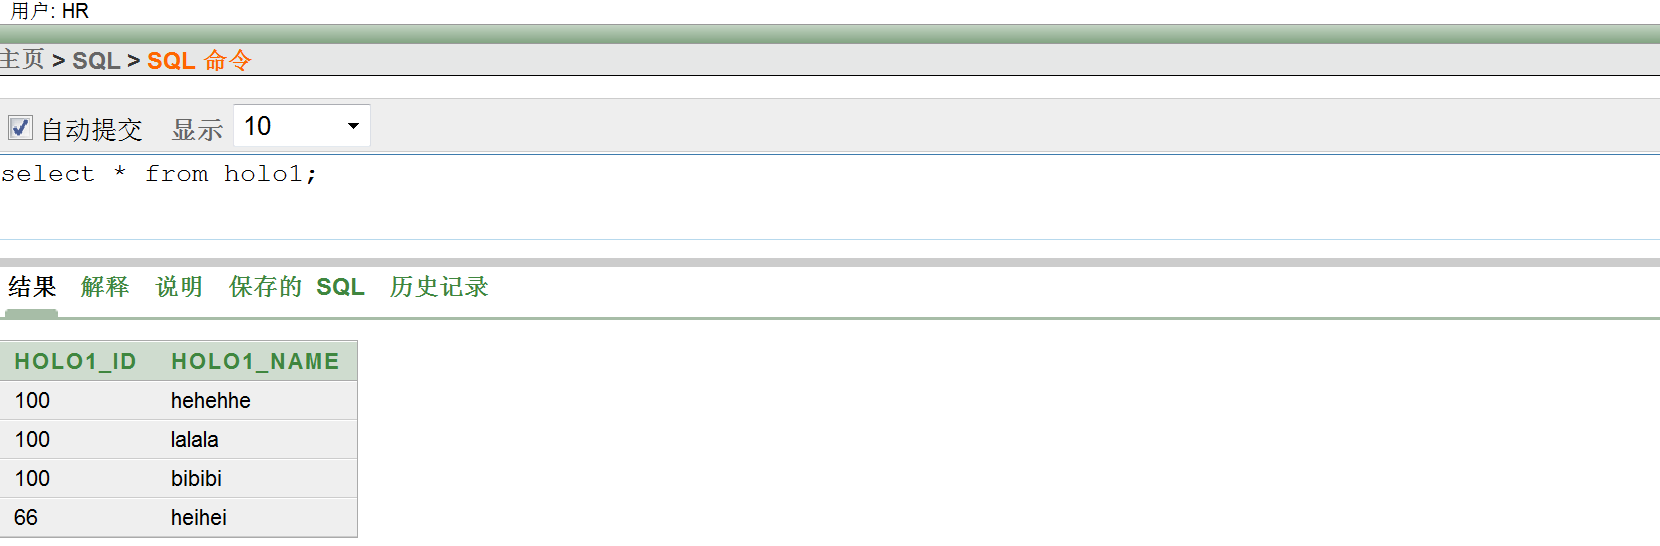 用户: HR
主页 > SQL > SQL 命令
自动提交 显示 10
select * from holo1;
结果 解释 说明 保存的 SQL 历史记录
HOLO1_ID HOLO1_NAME
100 hehehhe
100 lalala
100 bibibi
66 heihei